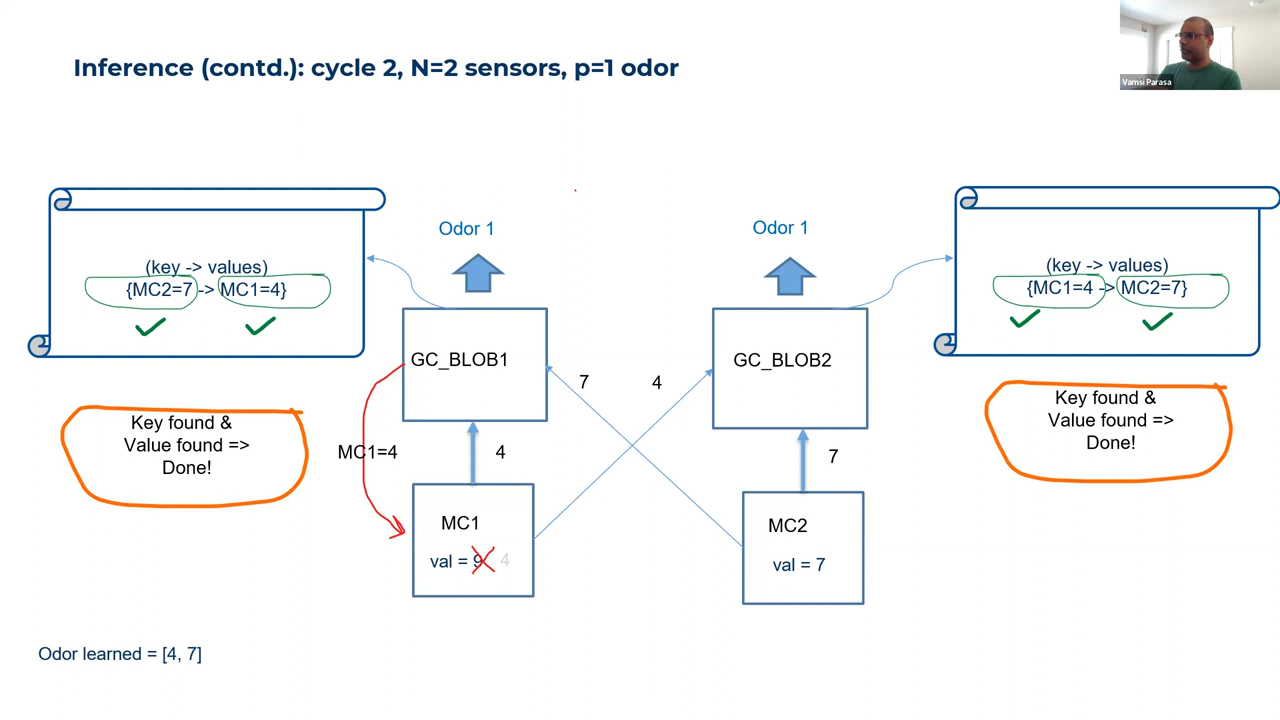 Inference (contd.): cycle 2, N=2 sensors, p=1 odor
Vamsi Parasa
(key -> values)
{MC2=7 -> MC1=4}
Odor 1
Odor 1
(key -> values)
{MC1=4 -> MC2=7}
GC_BLOB1
GC_BLOB2
7
4
Key found &
Value found =>
Done!
Key found &
Value found =>
Done!
MC1=4
4
7
MC1
val = 9 4
MC2
val = 7
Odor learned = [4, 7]